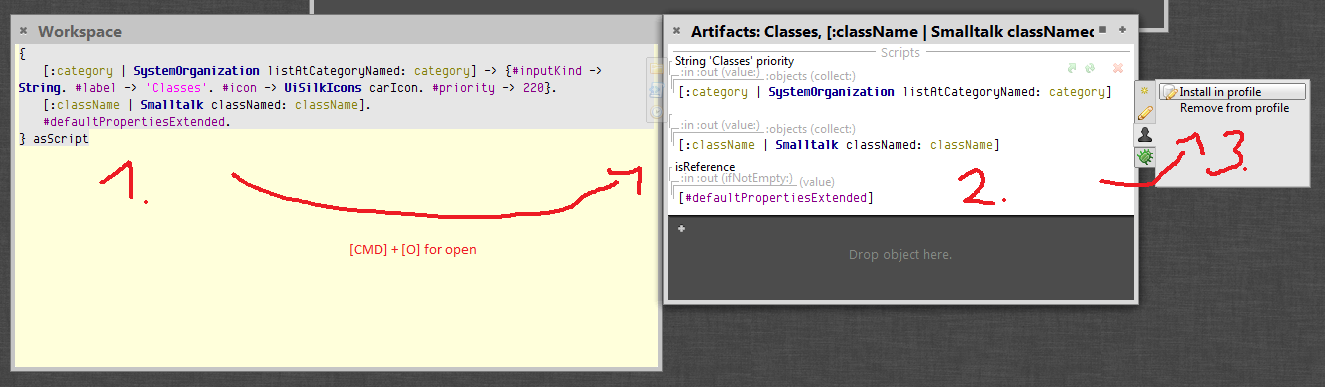 Workspace
{
[:category | SystemOrganization listAtCategoryNamed: category] -> {#inputKind ->
String. #label -> 'Classes'. #icon -> UiSilkIcons carIcon. #priority -> 220}.
[:className | Smalltalk classNamed: className].
#defaultPropertiesExtended.
} asScript
1.
[CMD] + [O] for open
Artifacts: Classes, [:className | Smalltalk classNamed
Scripts
String 'Classes' priority
:in :out (value:) :objects (collect:)
[:category | SystemOrganization listAtCategoryNamed: category]
:in :out (value:) :objects (collect:)
[:className | Smalltalk classNamed: className]
isReference
:in :out (ifNotEmpty:) (value)
[#defaultPropertiesExtended]
2.
Drop object here.
Install in profile
Remove from profile
3.